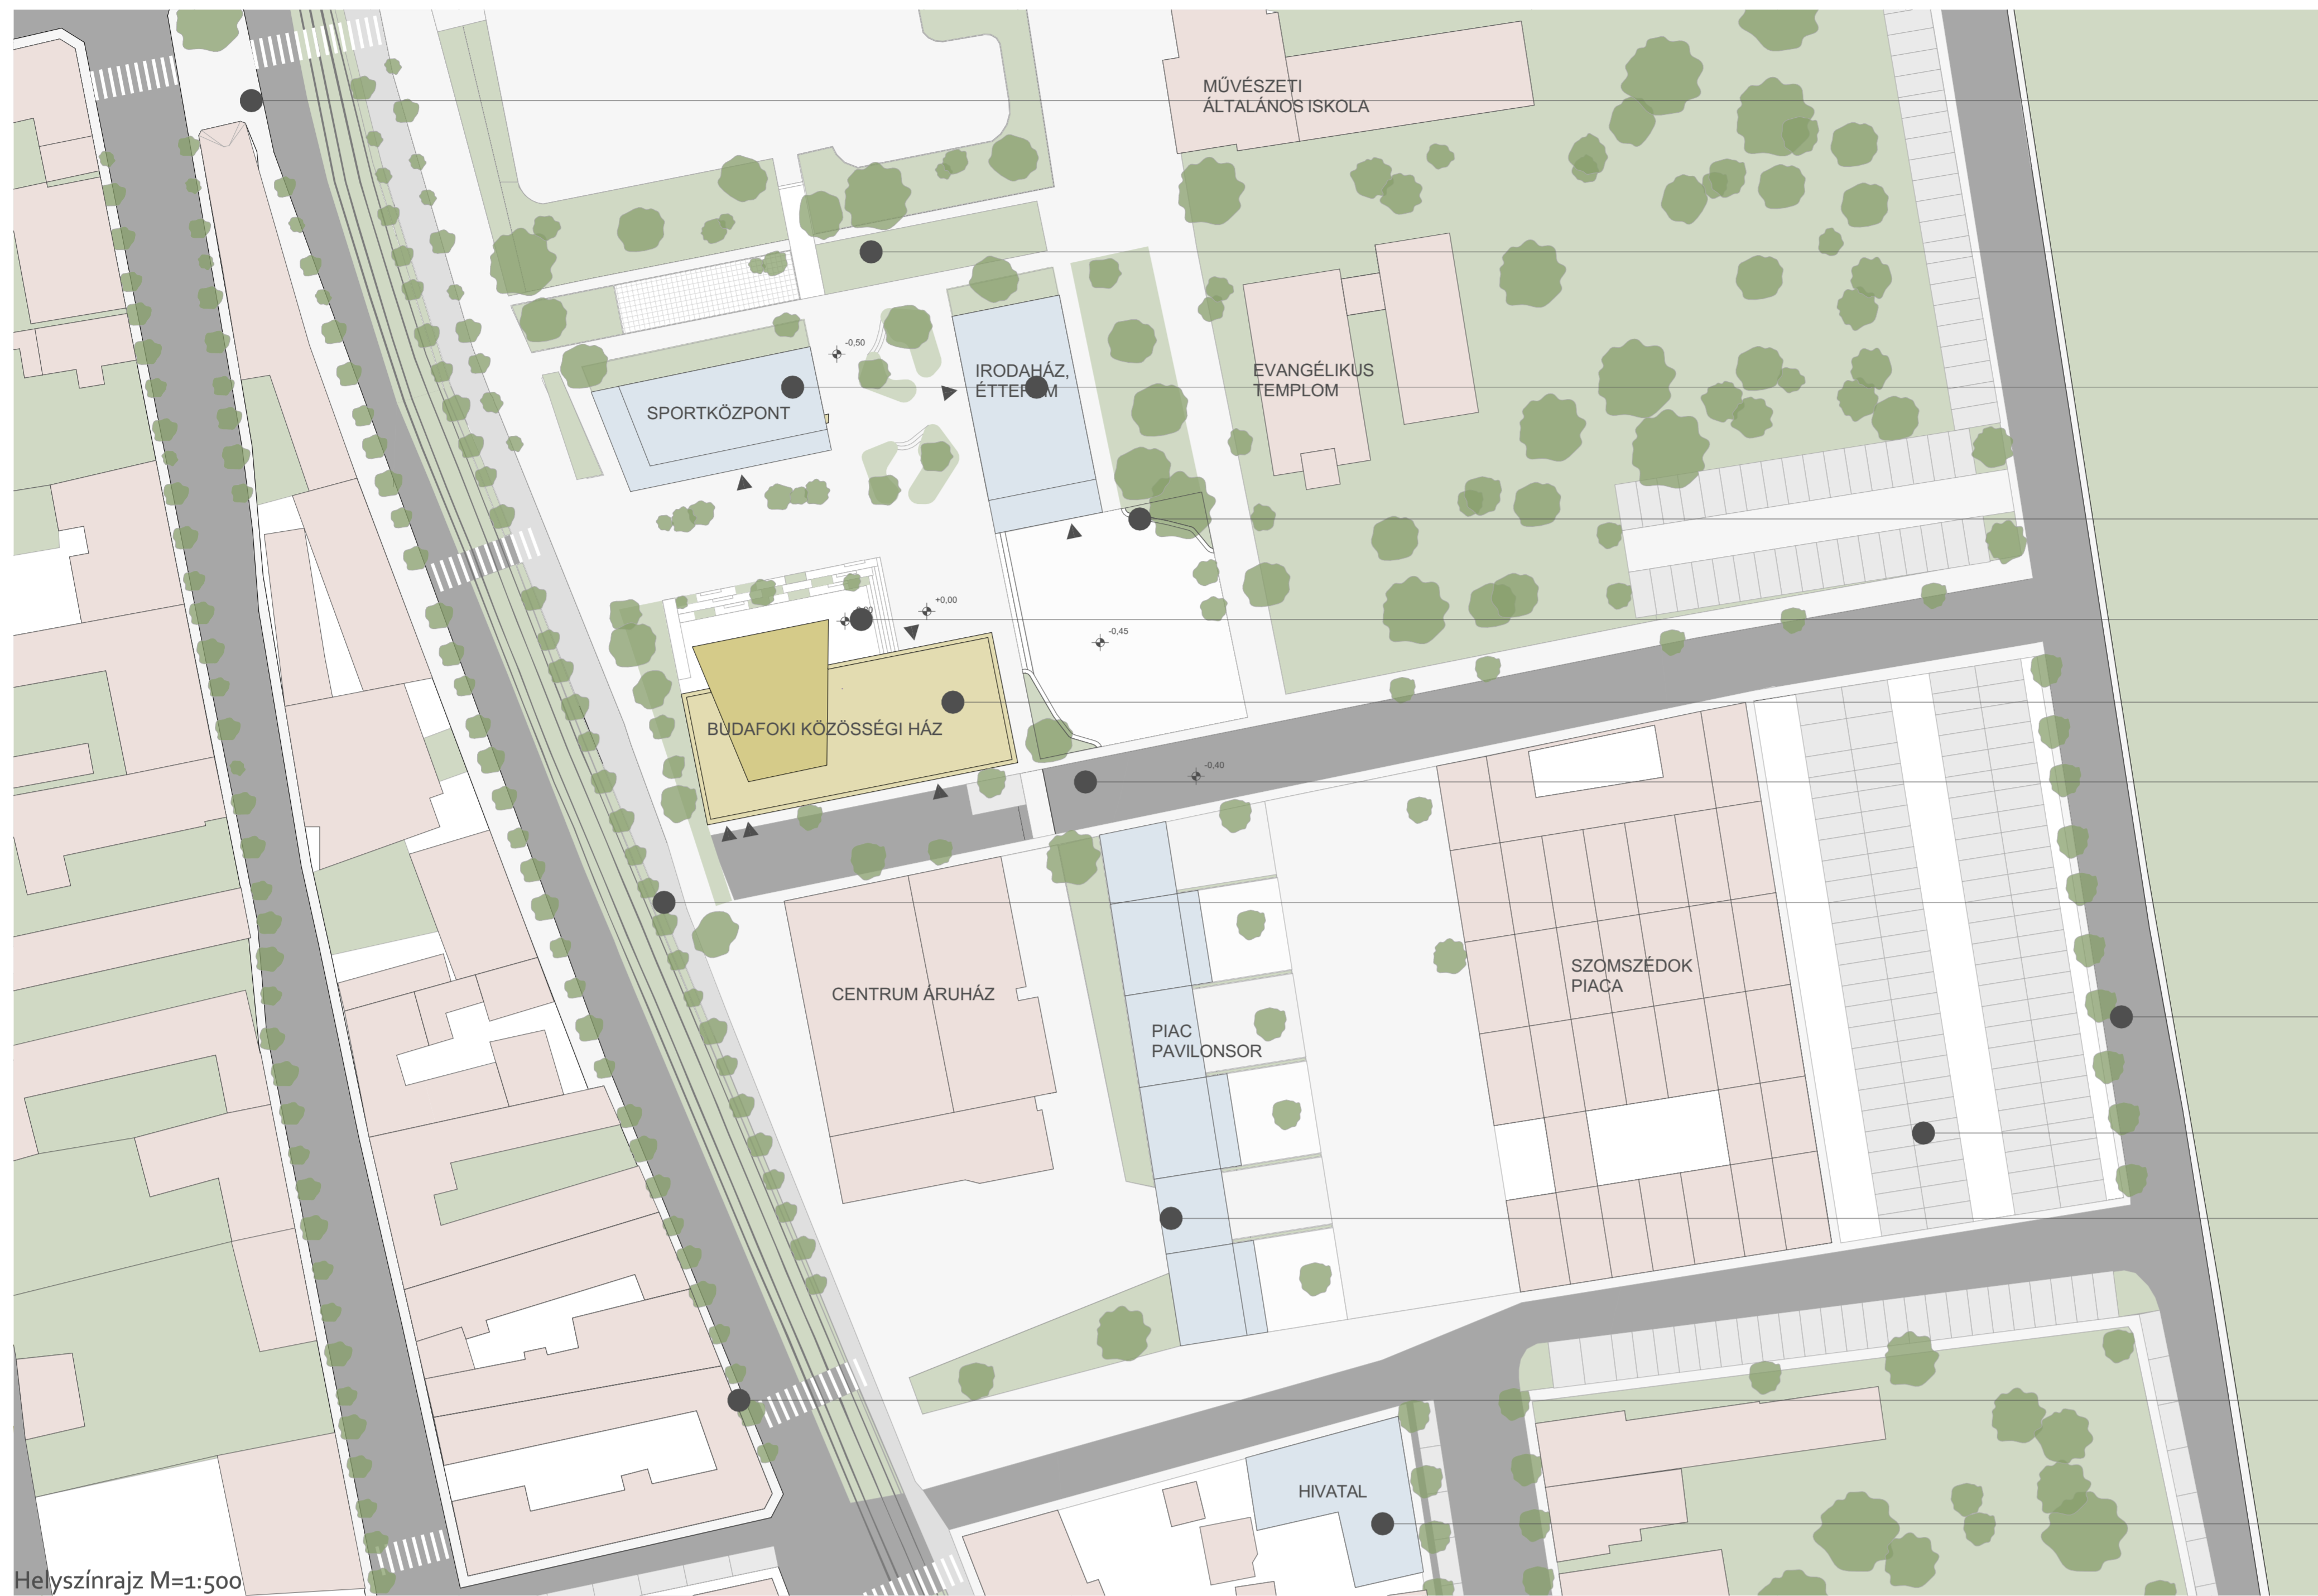 MŰVÉSZETI
ÁLTALÁNOS ISKOLA
-0,50
IRODAHÁZ,
EVANGÉLIKUS
TEMPLOM
SPORTKÖZPONT
+0,00
-0,45
BUDAFOKI KÖZÖSSÉGI HÁZ
-0,40
SZOMSZÉDOK
PIACA
CENTRUM ÁRUHÁZ
PIAC
PAVILONSOR
HIVATAL
Helyszínrajz M=1:500